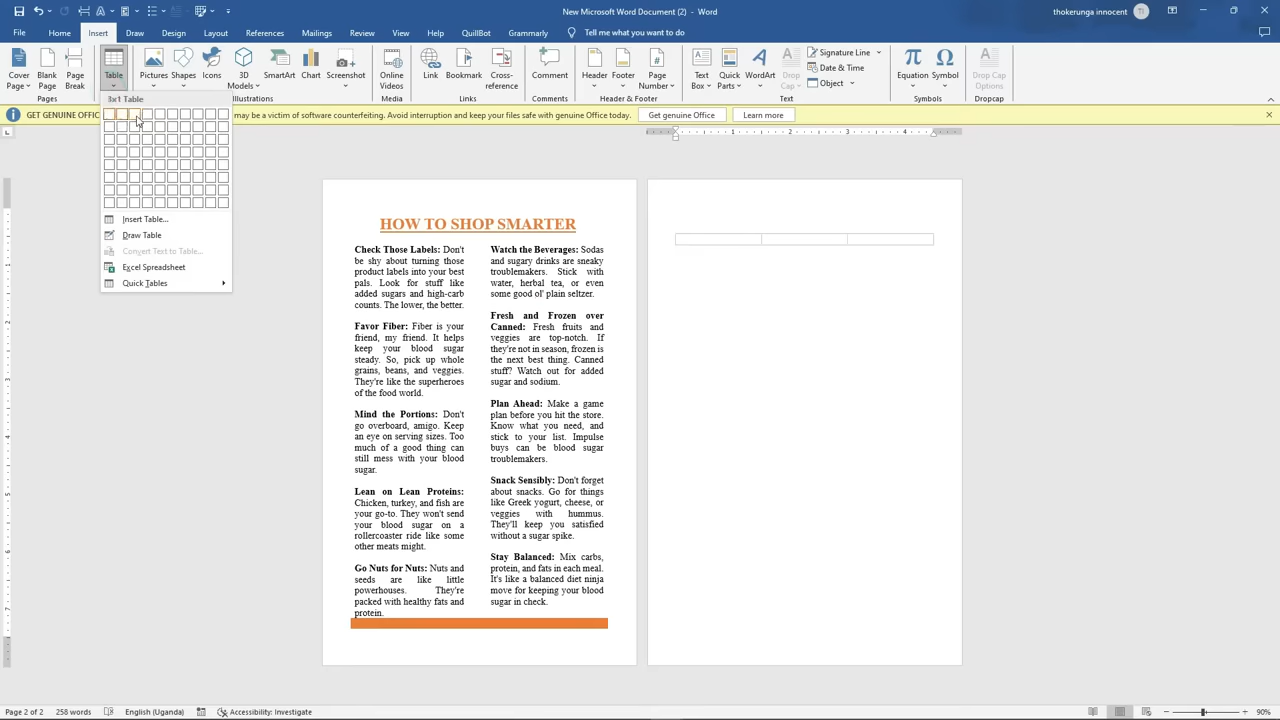 New Microsoft Word Document (2) - Word
thokerunga innocent
TI
File
Home
Insert
Draw
Design
Layout
References
Mailings
Review
View
Help
QuillBot
Grammarly
Tell me what you want to do
Cover Page
Blank Page
Page Break
Table
Pictures
Shapes
Icons
3D Models
SmartArt
Chart
Screenshot
Online Videos
Link
Bookmark
Cross-reference
Comment
Header
Footer
Page Number
Text Box
Quick Parts
WordArt
Drop Cap
Signature Line
Date & Time
Object
Equation
Symbol
Drop Cap Options
Pages
Illustrations
Media
Links
Comments
Header & Footer
Text
Symbols
Dropcap
GET GENUINE OFFIC
may be a victim of software counterfeiting. Avoid interruption and keep your files safe with genuine Office today.
Get genuine Office
Learn more
Table
Insert Table...
Draw Table
Convert Text to Table...
Excel Spreadsheet
Quick Tables
1 2 3 4
1
2
3
4
5
6
7
HOW TO SHOP SMARTER
Check Those Labels: Don't
be shy about turning those
product labels into your best
pals. Look for stuff like
added sugars and high-carb
counts. The lower, the better.
Favor Fiber: Fiber is your
friend, my friend. It helps
keep your blood sugar
steady. So, pick up whole
grains, beans, and veggies.
They're like the superheroes
of the food world.
Mind the Portions: Don't
go overboard, amigo. Keep
an eye on serving sizes. Too
much of a good thing can
still mess with your blood
sugar.
Lean on Lean Proteins:
Chicken, turkey, and fish are
your go-to. They won't send
your blood sugar on a
rollercoaster ride like some
other meats might.
Go Nuts for Nuts: Nuts and
seeds are like little
powerhouses. They're
packed with healthy fats and
protein.
Watch the Beverages: Sodas
and sugary drinks are sneaky
troublemakers. Stick with
water, herbal tea, or even
some good ol' plain seltzer.
Fresh and Frozen over
Canned: Fresh fruits and
veggies are top-notch. If
they're not in season, frozen is
the next best thing. Canned
stuff? Watch out for added
sugar and sodium.
Plan Ahead: Make a game
plan before you hit the store.
Know what you need, and
stick to your list. Impulse
buys can be blood sugar
troublemakers.
Snack Sensibly: Don't forget
about snacks. Go for things
like Greek yogurt, cheese, or
veggies with hummus.
They'll keep you satisfied
without a sugar spike.
Stay Balanced: Mix carbs,
protein, and fats in each meal.
It's like a balanced diet ninja
move for keeping your blood
sugar in check.
Page 2 of 2
258 words
English (Uganda)
Accessibility: Investigate
90%